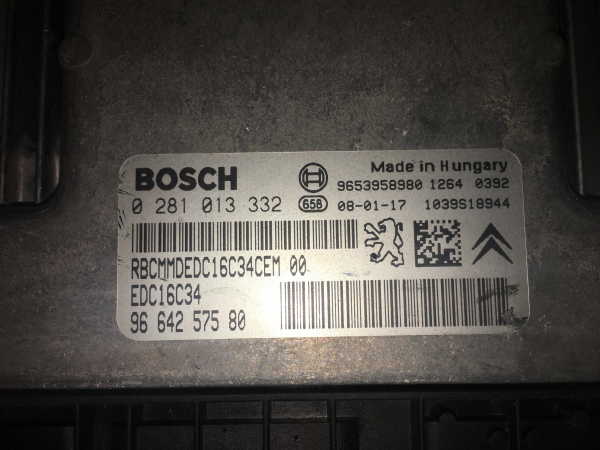 BOSCH
Made in Hungary
9653958980 1264 0392
0 281 013 332
658 08-01-17 1039S18944
RBCMMDEDC16C34CEM 00
EDC16C34
96 642 575 80